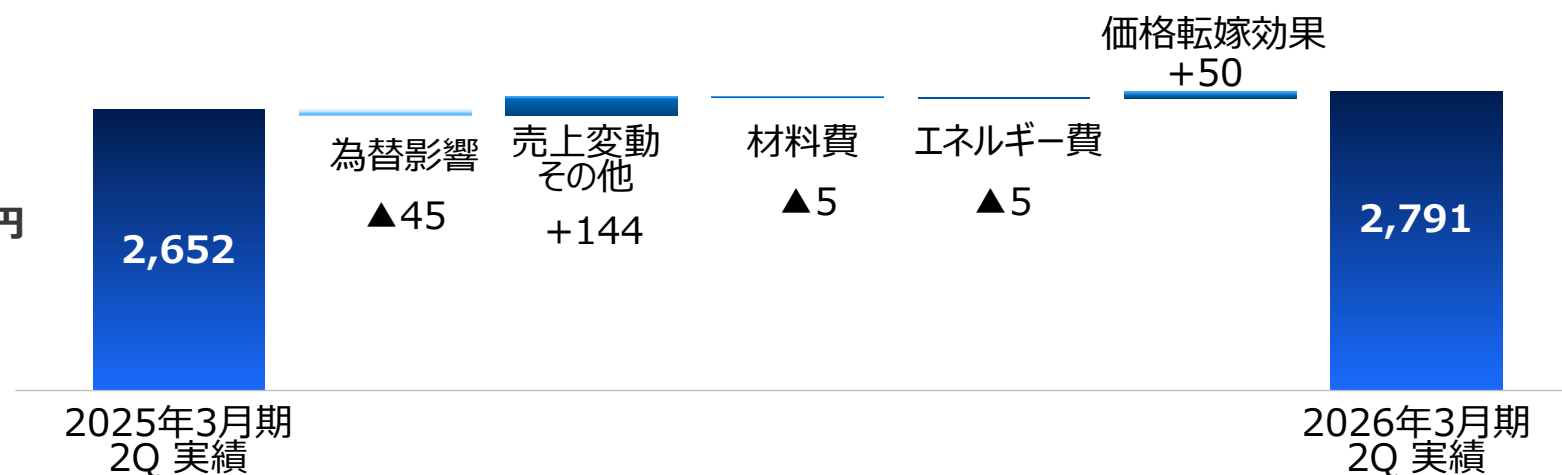 価格転嫁効果
+50
為替影響
▲45
売上変動
その他
+144
材料費
▲5
エネルギー費
▲5
円
2,652
2,791
2025年3月期
2Q 実績
2026年3月期
2Q 実績